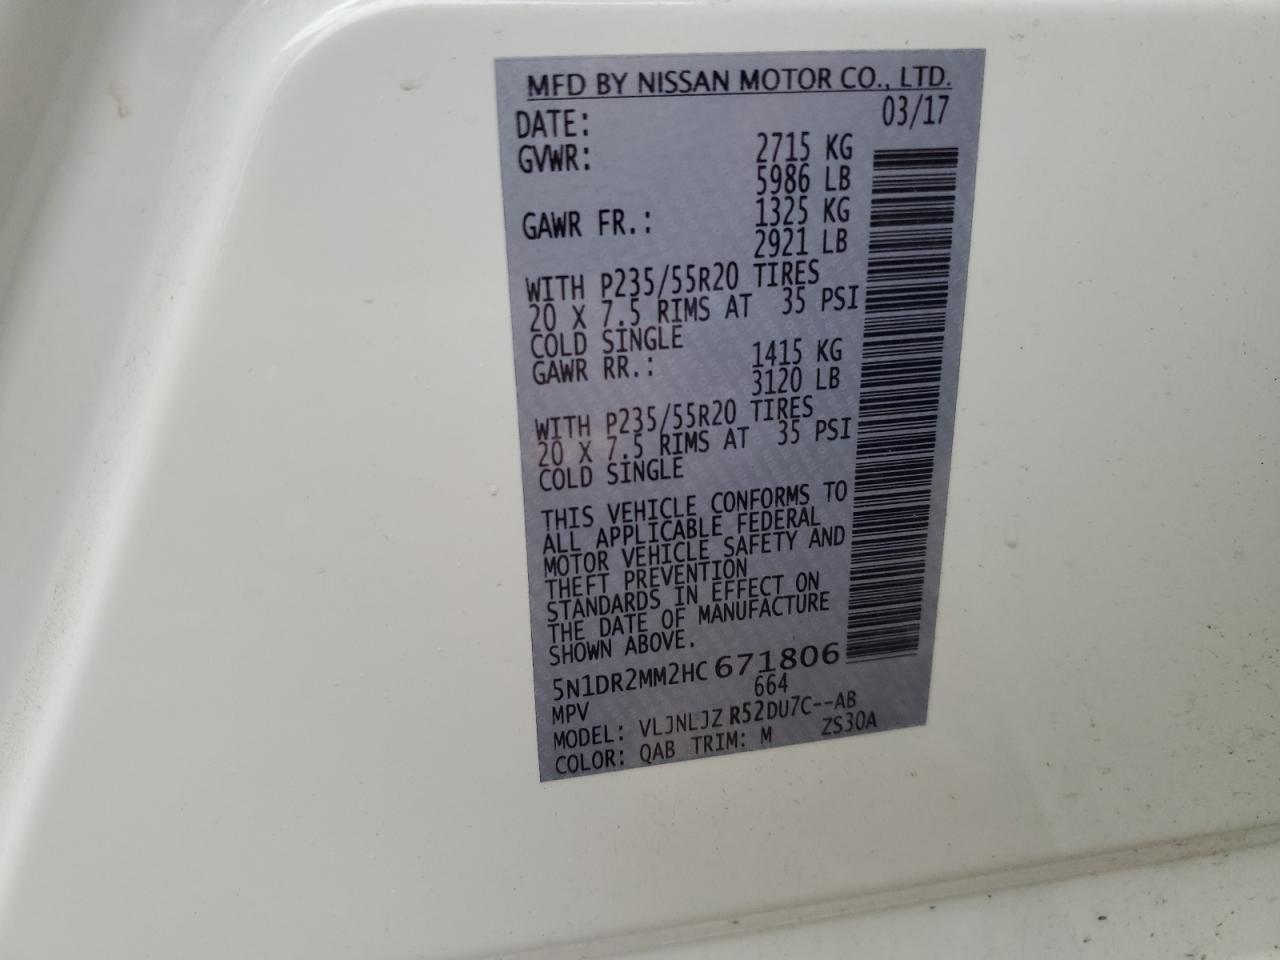 MFD BY NISSAN MOTOR CO., LTD.
DATE: 03/17
GVWR: 2715 KG
5986 LB
GAWR FR.: 1325 KG
2921 LB
WITH P235/55R20 TIRES
20 X 7.5 RIMS AT 35 PSI
COLD SINGLE
GAWR RR.: 1415 KG
3120 LB
WITH P235/55R20 TIRES
20 X 7.5 RIMS AT 35 PSI
COLD SINGLE
THIS VEHICLE CONFORMS TO
ALL APPLICABLE FEDERAL
MOTOR VEHICLE SAFETY AND
THEFT PREVENTION
STANDARDS IN EFFECT ON
THE DATE OF MANUFACTURE
SHOWN ABOVE.
5N1DR2MM2HC671806
MPV 664
MODEL: VLJNLJZ R52DU7C--AB
COLOR: QAB TRIM: M ZS30A